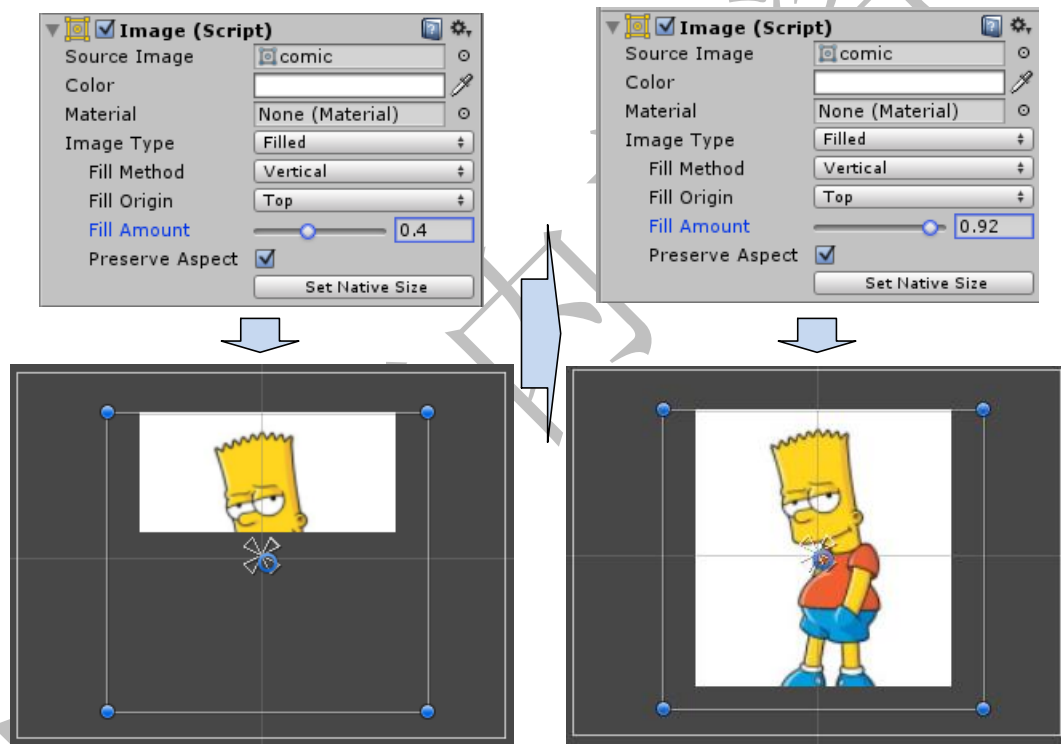 Image (Script)
Source Image comic
Color
Material None (Material)
Image Type Filled
Fill Method Vertical
Fill Origin Top
Fill Amount 0.4
Preserve Aspect
Set Native Size
Image (Script)
Source Image comic
Color
Material None (Material)
Image Type Filled
Fill Method Vertical
Fill Origin Top
Fill Amount 0.92
Preserve Aspect
Set Native Size